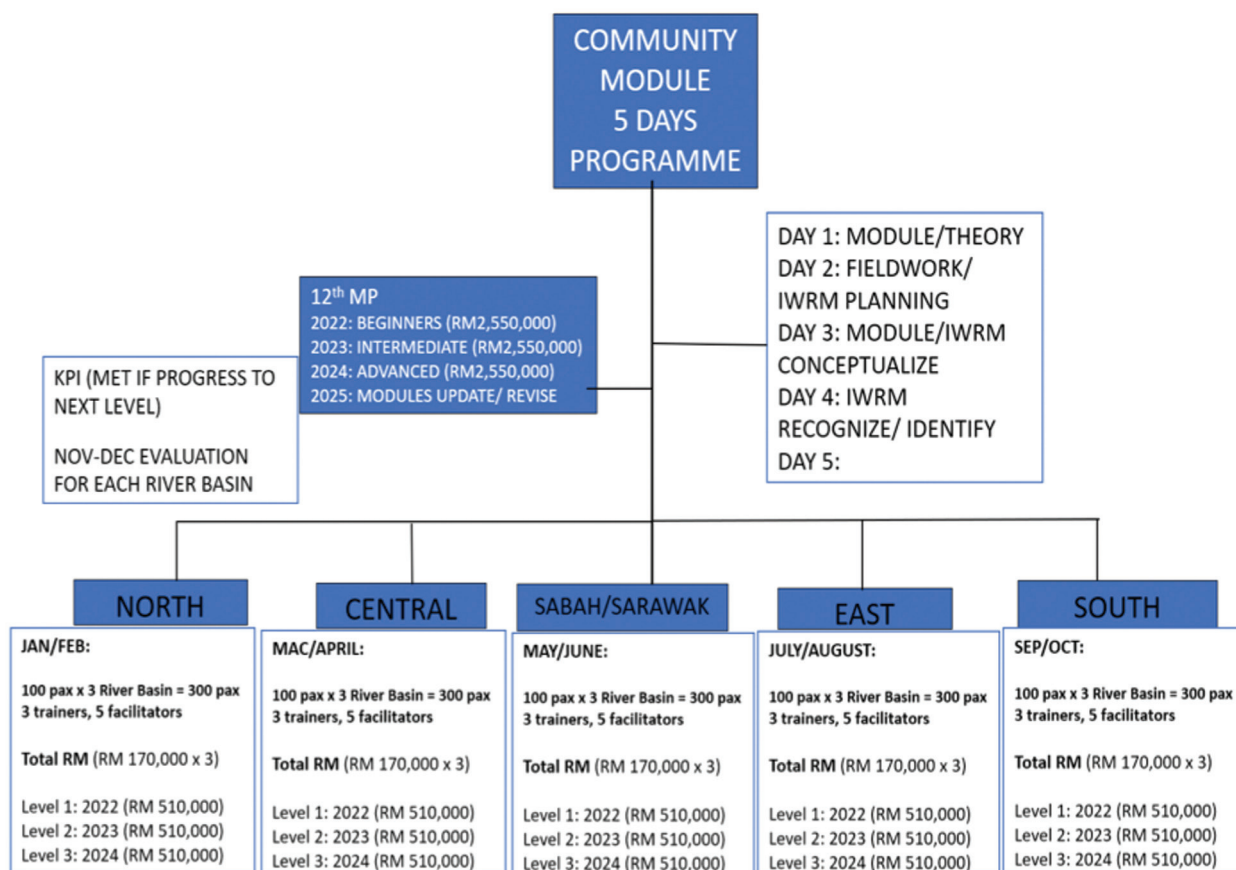 COMMUNITY
MODULE
5 DAYS
PROGRAMME
DAY 1: MODULE/THEORY
DAY 2: FIELDWORK/
IWRM PLANNING
DAY 3: MODULE/IWRM
CONCEPTUALIZE
DAY 4: IWRM
RECOGNIZE/ IDENTIFY
DAY 5:
12th MP
2022: BEGINNERS (RM2,550,000)
2023: INTERMEDIATE (RM2,550,000)
2024: ADVANCED (RM2,550,000)
2025: MODULES UPDATE/ REVISE
KPI (MET IF PROGRESS TO
NEXT LEVEL)
NOV-DEC EVALUATION
FOR EACH RIVER BASIN
NORTH
JAN/FEB:
100 pax x 3 River Basin = 300 pax
3 trainers, 5 facilitators
Total RM (RM 170,000 x 3)
Level 1: 2022 (RM 510,000)
Level 2: 2023 (RM 510,000)
Level 3: 2024 (RM 510,000)
CENTRAL
MAC/APRIL:
100 pax x 3 River Basin = 300 pax
3 trainers, 5 facilitators
Total RM (RM 170,000 x 3)
Level 1: 2022 (RM 510,000)
Level 2: 2023 (RM 510,000)
Level 3: 2024 (RM 510,000)
SABAH/SARAWAK
MAY/JUNE:
100 pax x 3 River Basin = 300 pax
3 trainers, 5 facilitators
Total RM (RM 170,000 x 3)
Level 1: 2022 (RM 510,000)
Level 2: 2023 (RM 510,000)
Level 3: 2024 (RM 510,000)
EAST
JULY/AUGUST:
100 pax x 3 River Basin = 300 pax
3 trainers, 5 facilitators
Total RM (RM 170,000 x 3)
Level 1: 2022 (RM 510,000)
Level 2: 2023 (RM 510,000)
Level 3: 2024 (RM 510,000)
SOUTH
SEP/OCT:
100 pax x 3 River Basin = 300 pax
3 trainers, 5 facilitators
Total RM (RM 170,000 x 3)
Level 1: 2022 (RM 510,000)
Level 2: 2023 (RM 510,000)
Level 3: 2024 (RM 510,000)